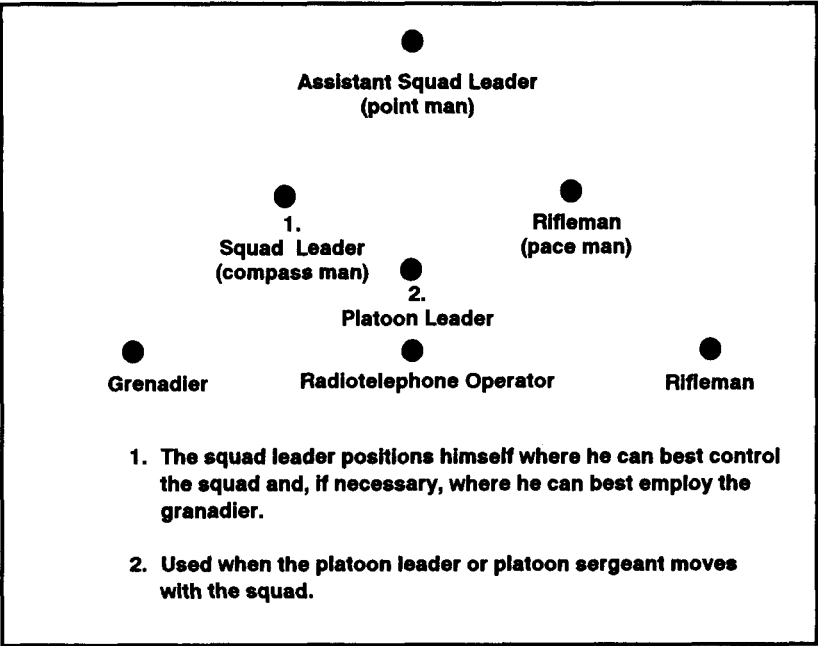 Assistant Squad Leader
(point man)
1.
Squad Leader
(compass man)
Rifleman
(pace man)
2.
Platoon Leader
Grenadier
Radiotelephone Operator
Rifleman
1. The squad leader positions himself where he can best control
the squad and, if necessary, where he can best employ the
granadier.
2. Used when the platoon leader or platoon sergeant moves
with the squad.